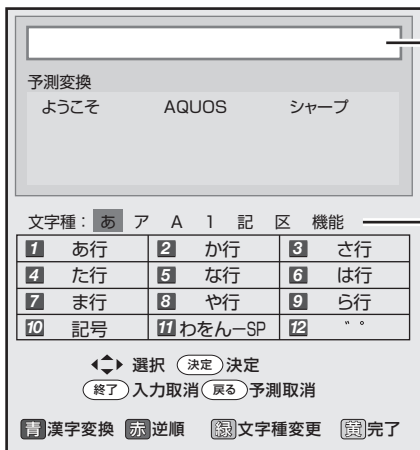 予測変換
ようこそ AQUOS シャープ
文字種： あ ア A 1 記 区 機能
1 あ行 2 か行 3 さ行
4 た行 5 な行 6 は行
7 ま行 8 や行 9 ら行
10 記号 11 わをんーSP 12 ゛゜
選択 決定 決定
終了 入力取消 戻る 予測取消
青 漢字変換 赤 逆順 緑 文字種変更 黄 完了